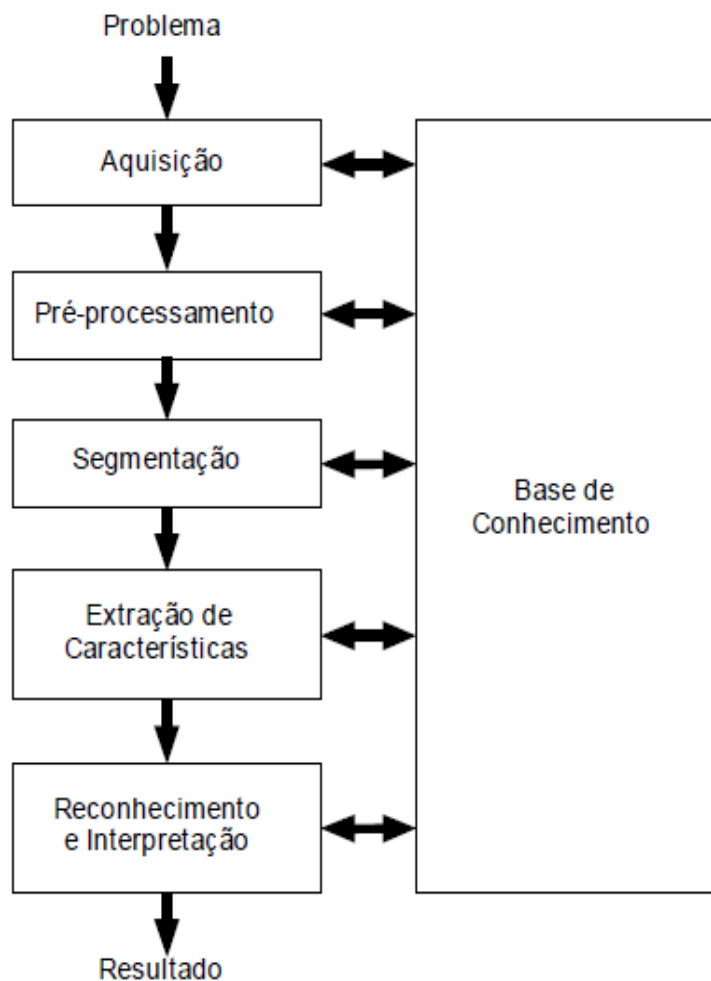 Problema
Aquisição
Pré-processamento
Segmentação
Base de
Conhecimento
Extração de
Características
Reconhecimento
e Interpretação
Resultado